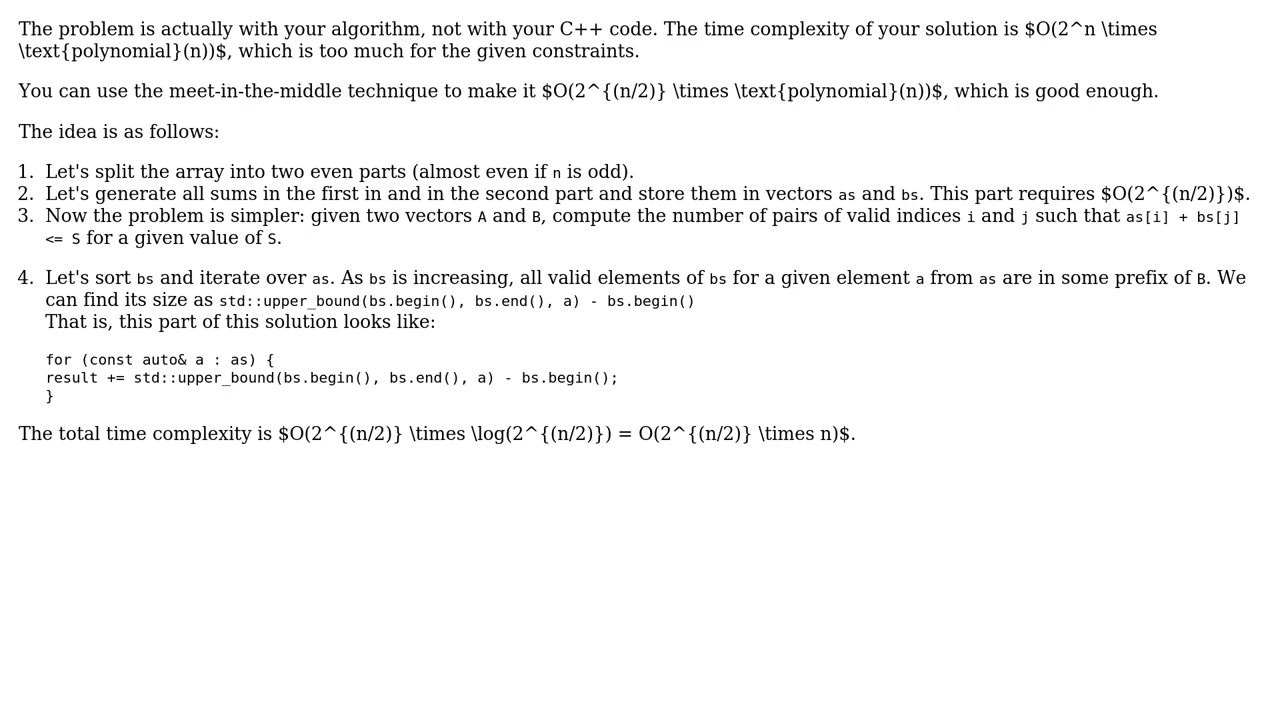 The problem is actually with your algorithm, not with your C++ code. The time complexity of your solution is $O(2^n \times
\text{polynomial}(n))$, which is too much for the given constraints.
You can use the meet-in-the-middle technique to make it $O(2^{(n/2)} \times \text{polynomial}(n))$, which is good enough.
The idea is as follows:
1. Let's split the array into two even parts (almost even if n is odd).
2. Let's generate all sums in the first in and in the second part and store them in vectors as and bs. This part requires $O(2^{(n/2)})$.
3. Now the problem is simpler: given two vectors A and B, compute the number of pairs of valid indices i and j such that as[i] + bs[j]
<= S for a given value of S.
4. Let's sort bs and iterate over as. As bs is increasing, all valid elements of bs for a given element a from as are in some prefix of B. We
can find its size as std::upper_bound(bs.begin(), bs.end(), a) - bs.begin()
That is, this part of this solution looks like:
for (const auto& a : as) {
result += std::upper_bound(bs.begin(), bs.end(), a) - bs.begin();
}
The total time complexity is $O(2^{(n/2)} \times \log(2^{(n/2)}) = O(2^{(n/2)} \times n)$.